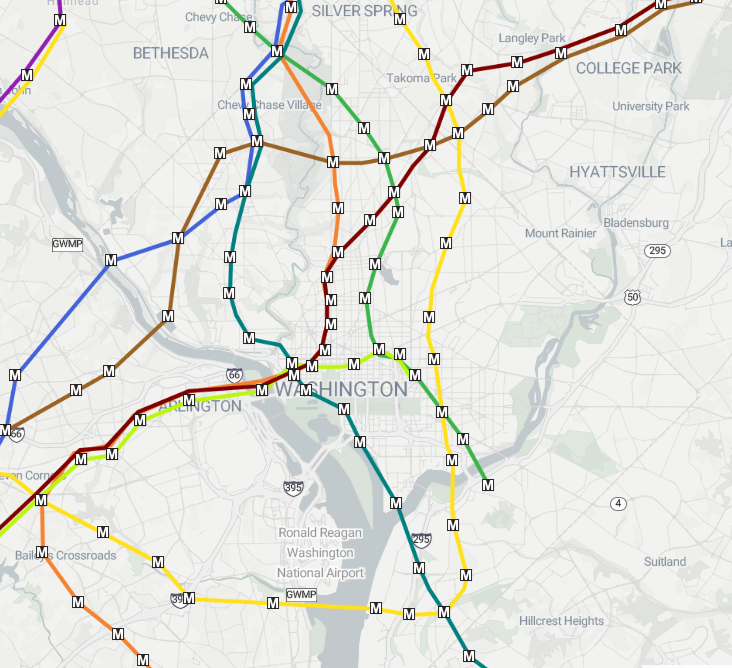 Chevy Chase
SILVER SPRING
BETHESDA
Langley Park
COLLEGE PARK
Takoma Park
Chevy Chase Village
University Park
HYATTSVILLE
Bladensburg
Mount Rainier
GWMP
295
50
66
WASHINGTON
ARLINGTON
66
395
4
Ronald Reagan
Washington
National Airport
295
Suitland
GWMP
Hillcrest Heights
M